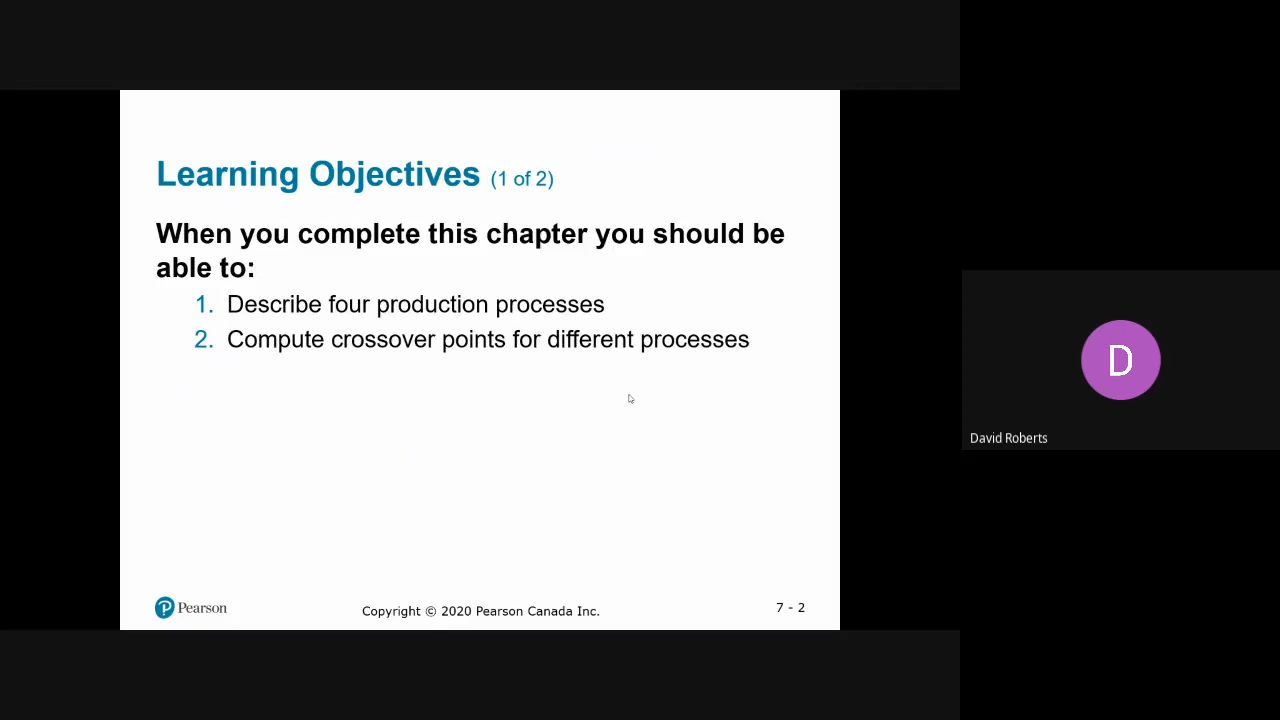 Learning Objectives (1 of 2)
When you complete this chapter you should be
able to:
1. Describe four production processes
2. Compute crossover points for different processes
D
David Roberts
P Pearson
Copyright © 2020 Pearson Canada Inc.
7 - 2